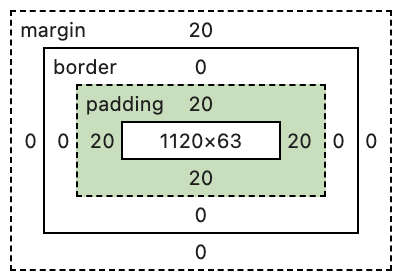 margin 20
border 0
padding 20
0 0 20 1120×63 20 0 0
20
0
0